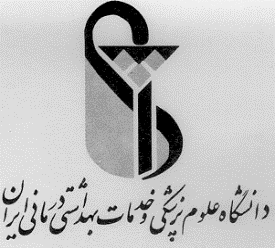 دانشگاه علوم پزشکی و خدمات بهداشتی درمانی ایران